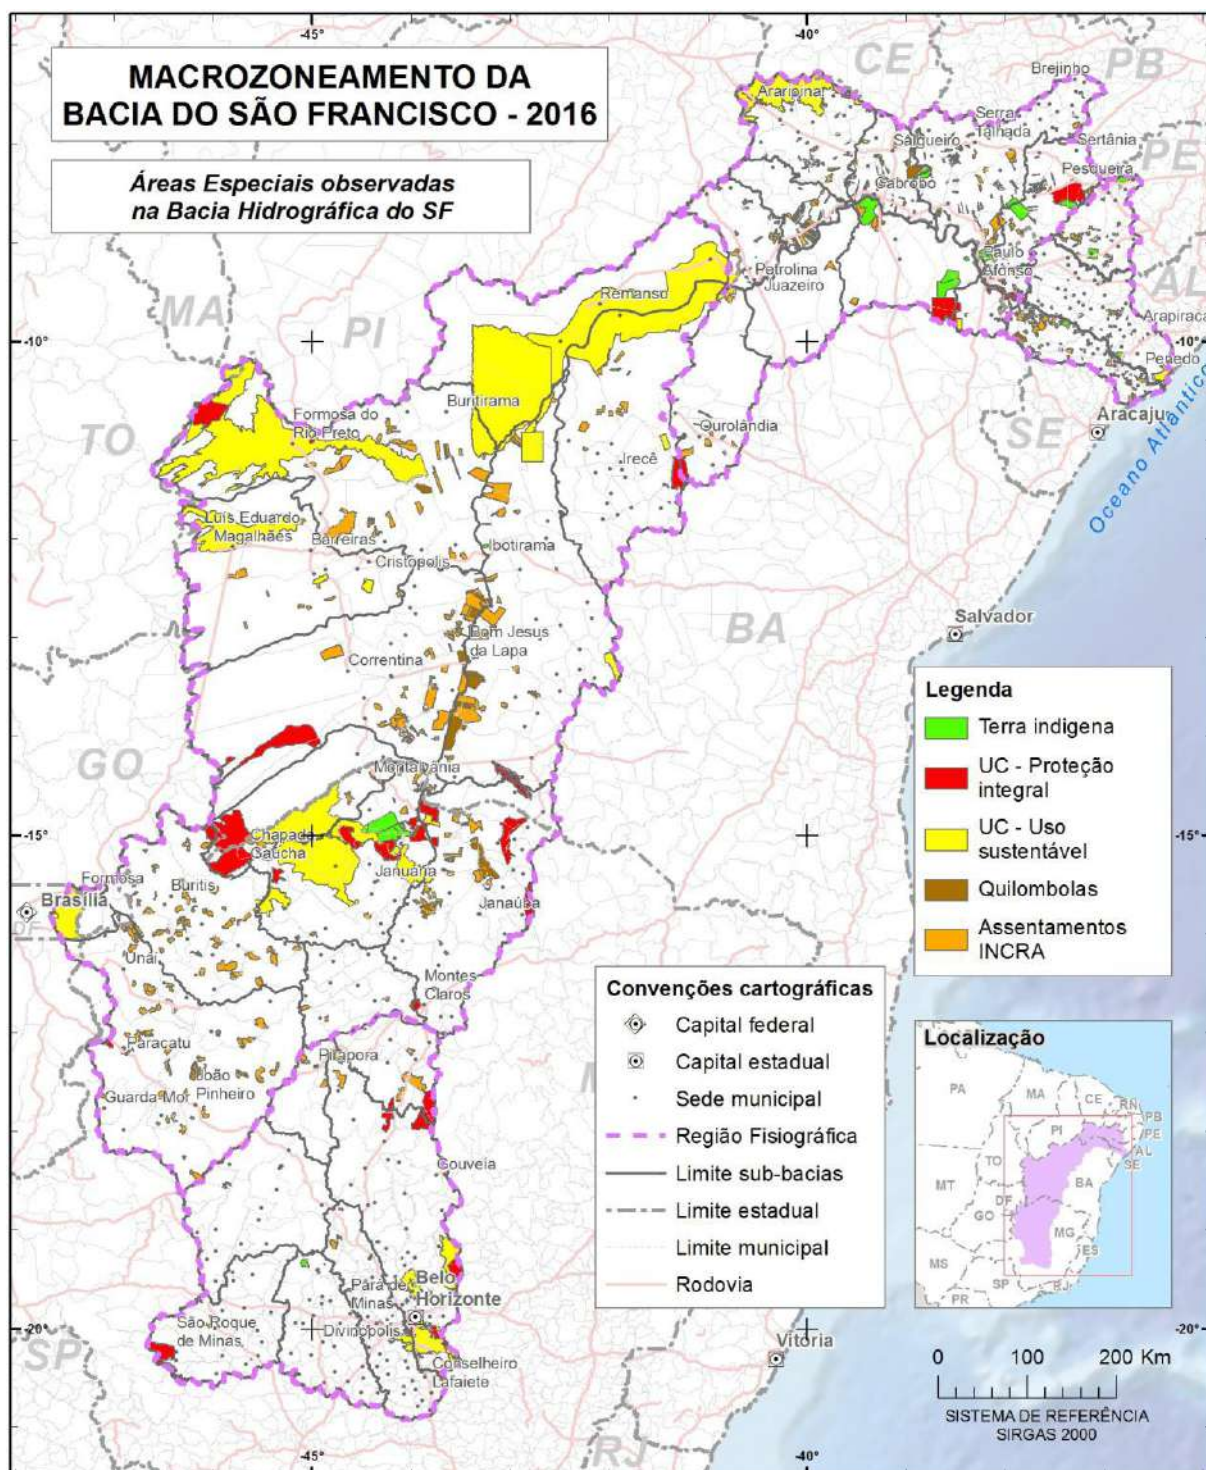 -45°
-40°
MACROZONEAMENTO DA
BACIA DO SÃO FRANCISCO - 2016
Áreas Especiais observadas
na Bacia Hidrográfica do SF
CE
PB
Brejinho
Araripina
Serra
Talhada
Salgueiro
Sertânia
PE
Pesqueira
Cabrobó
Paulo
Afonso
Petrolina
Juazeiro
Remanso
AL
MA
PI
Arapiraca
-10°
-10°
Penedo
Buritirama
Aracaju
Formosa do
Rio Preto
Ourolândia
TO
SE
Irecê
Oceano Atlântico
Luis Eduardo
Magalhães
Barreiras
Ibotirama
Cristópolis
Salvador
BA
Bom Jesus
da Lapa
Correntina
Legenda
Terra indigena
UC - Proteção
integral
UC - Uso
sustentável
Quilombolas
Assentamentos
INCRA
GO
Montalvânia
-15°
-15°
Chapada
Gaúcha
Januária
Formosa
Buritis
Brasília
DF
Janaúba
Unaí
Montes
Claros
Convenções cartográficas
Capital federal
Capital estadual
Sede municipal
Região Fisiográfica
Limite sub-bacias
Limite estadual
Limite municipal
Rodovia
Localização
PA
MA
CE
RN
PB
PI
PE
AL
SE
TO
MT
BA
DF
GO
MG
MS
ES
SP
RJ
PR
Paracatu
Pirapora
João
Pinheiro
Guarda Mor
Gouveia
Pará de
Minas
Belo
Horizonte
São Roque
de Minas
Divinópolis
Conselheiro
Lafaiete
-20°
-20°
Vitória
SP
RJ
0 100 200 Km
SISTEMA DE REFERÊNCIA
SIRGAS 2000
-45°
-40°